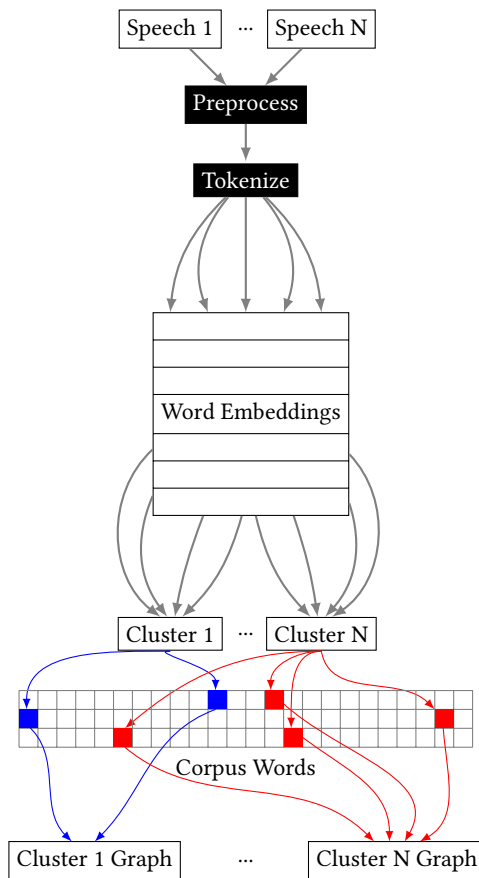 Speech 1 ... Speech N
Preprocess
Tokenize
Word Embeddings
Cluster 1 ... Cluster N
Corpus Words
Cluster 1 Graph ... Cluster N Graph